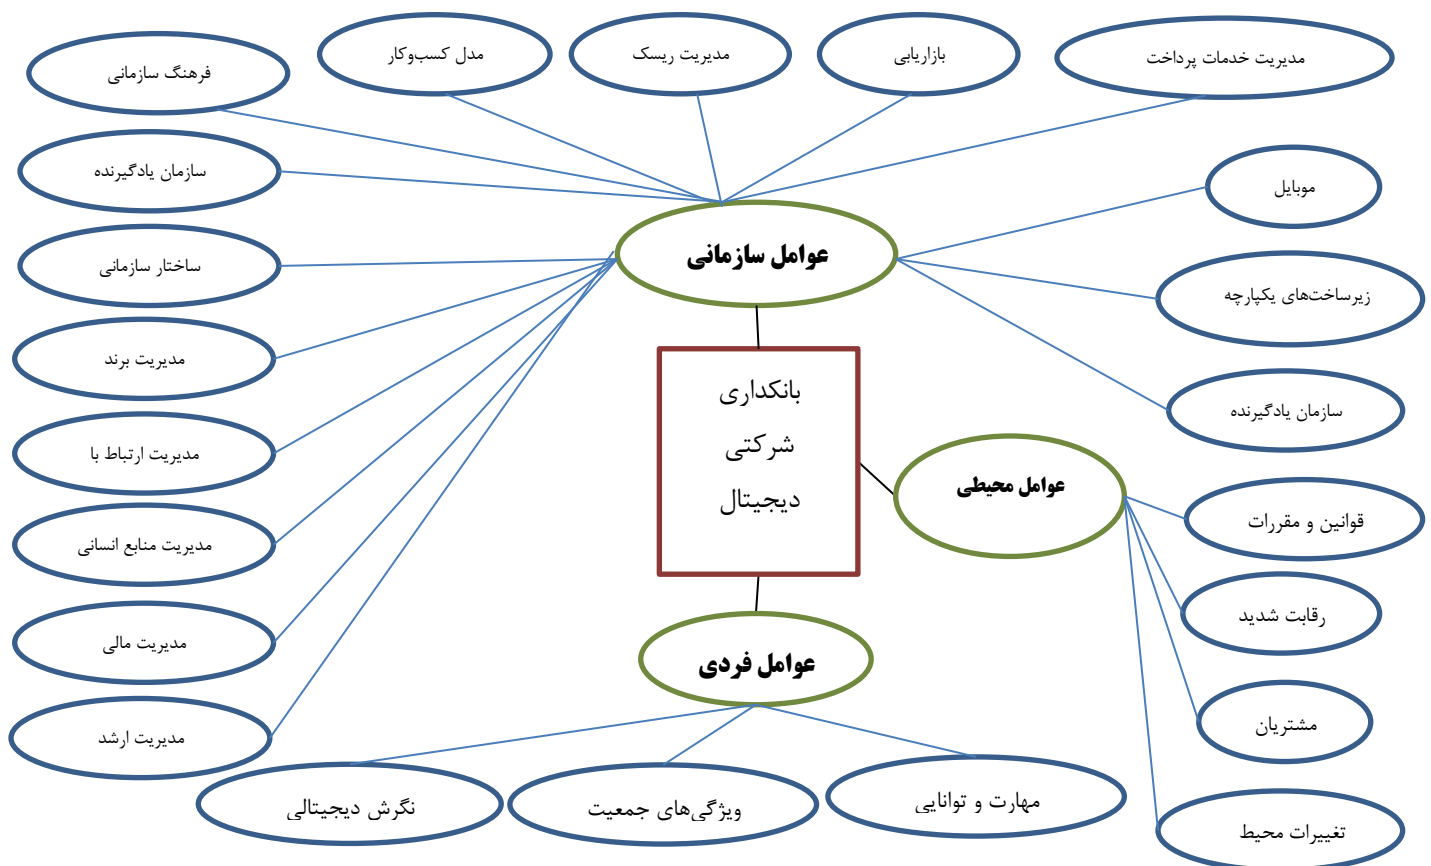 مدیریت خدمات پرداخت
بازاریابی
مدیریت ریسک
مدل کسب‌وکار
فرهنگ سازمانی
سازمان یادگیرنده
ساختار سازمانی
مدیریت برند
مدیریت ارتباط با
مدیریت منابع انسانی
مدیریت مالی
مدیریت ارشد
عوامل سازمانی
موبایل
زیرساخت‌های یکپارچه
سازمان یادگیرنده
بانکداری
شرکتی
دیجیتال
عوامل محیطی
قوانین و مقررات
رقابت شدید
مشتریان
تغییرات محیط
عوامل فردی
مهارت و توانایی
ویژگی‌های جمعیت
نگرش دیجیتالی